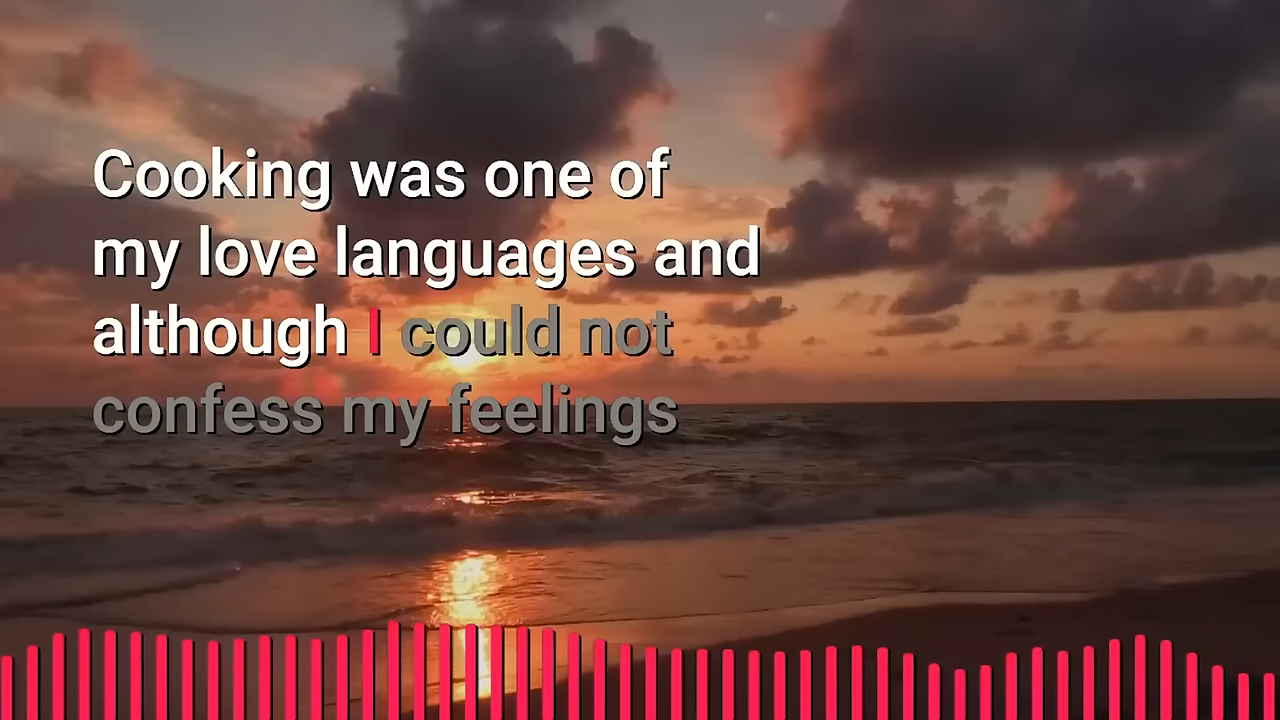 Cooking was one of
my love languages and
although I could not
confess my feelings